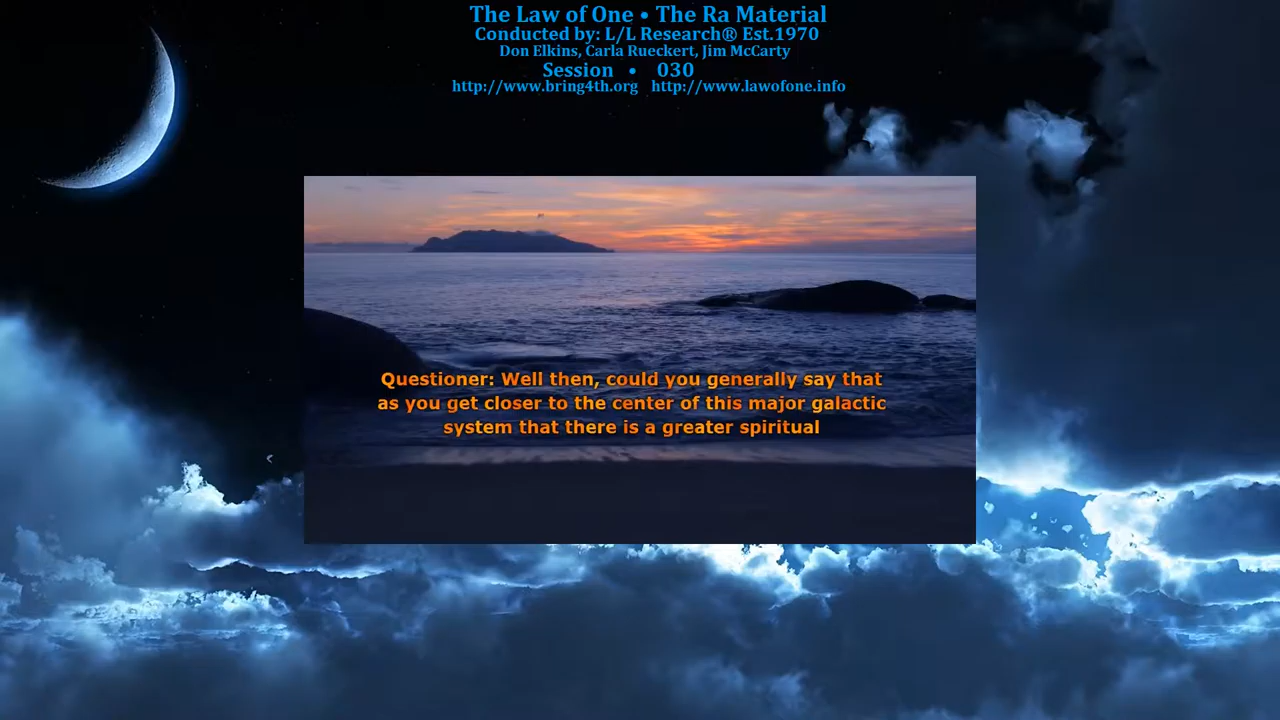 The Law of One • The Ra Material
Conducted by: L/L Research® Est.1970
Don Elkins, Carla Rueckert, Jim McCarty
Session • 030
http://www.bring4th.org http://www.lawofone.info
Questioner: Well then, could you generally say that
as you get closer to the center of this major galactic
system that there is a greater spiritual